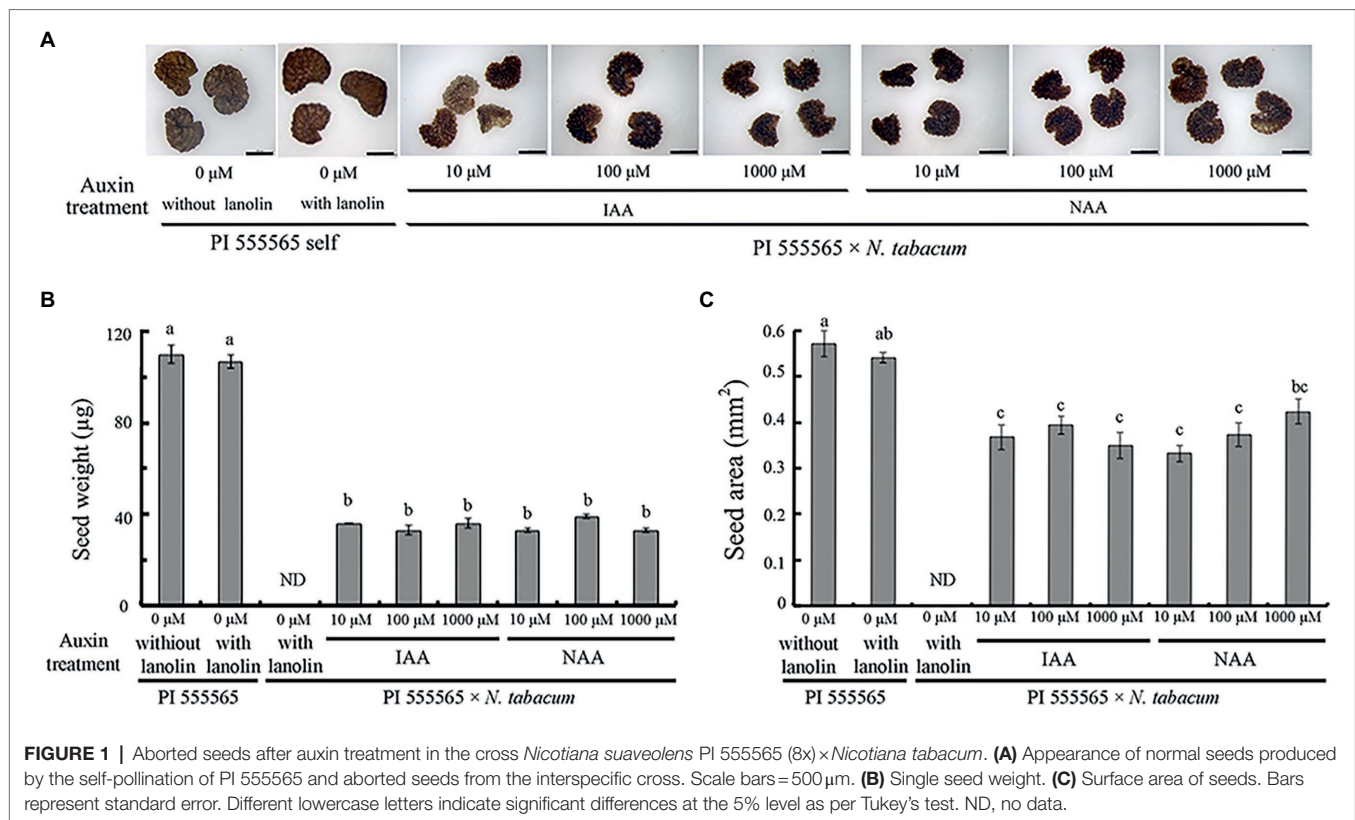 A
0 μM 0 μM 10 μM 100 μM 1000 μM 10 μM 100 μM 1000 μM
Auxin
treatment
without lanolin with lanolin IAA NAA
PI 555565 self PI 555565 × N. tabacum
B
Seed weight (μg)
120
80
40
0
a a ND b b b b b b
0 μM 0 μM 0 μM 10 μM 100 μM 1000 μM 10 μM 100 μM 1000 μM
Auxin
treatment
withiout lanolin with lanolin with lanolin IAA NAA
PI 555565 PI 555565 × N. tabacum
C
Seed area (mm²)
0.6
0.5
0.4
0.3
0.1
0
a ab ND c c c c c bc
0 μM 0 μM 0 μM 10 μM 100 μM 1000 μM 10 μM 100 μM 1000 μM
Auxin
treatment
without lanolin with lanolin with lanolin IAA NAA
PI 555565 PI 555565 × N. tabacum
FIGURE 1 | Aborted seeds after auxin treatment in the cross Nicotiana suaveolens PI 555565 (8x) × Nicotiana tabacum. (A) Appearance of normal seeds produced
by the self-pollination of PI 555565 and aborted seeds from the interspecific cross. Scale bars = 500 μm. (B) Single seed weight. (C) Surface area of seeds. Bars
represent standard error. Different lowercase letters indicate significant differences at the 5% level as per Tukey's test. ND, no data.